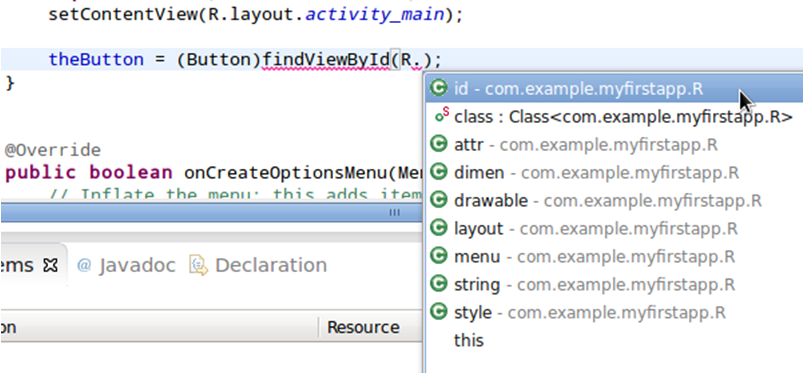 setContentView(R.layout.activity_main);
theButton = (Button)findViewById(R.);
}
@Override
public boolean onCreateOptionsMenu(Me
// Inflate the menu; this adds item
id - com.example.myfirstapp.R
class : Class<com.example.myfirstapp.R>
attr - com.example.myfirstapp.R
dimen - com.example.myfirstapp.R
drawable - com.example.myfirstapp.R
layout - com.example.myfirstapp.R
menu - com.example.myfirstapp.R
string - com.example.myfirstapp.R
style - com.example.myfirstapp.R
this
ems @ Javadoc Declaration
on Resource